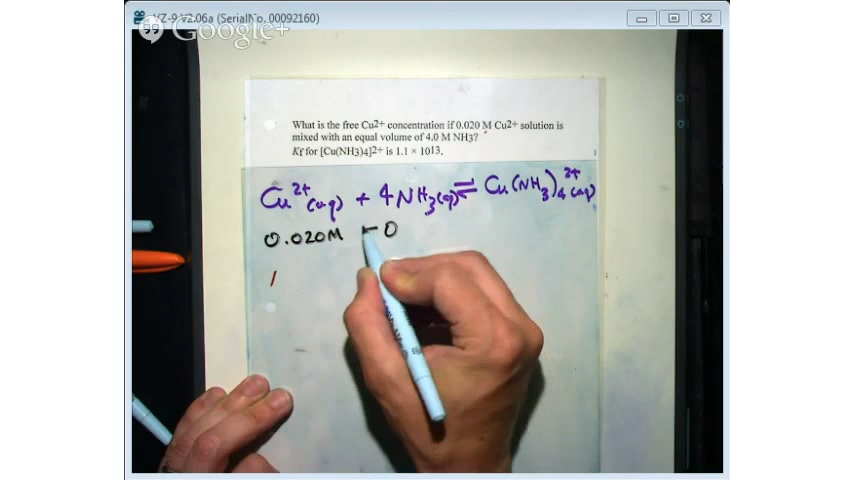 VZ-9 V2.06a (SerialNo. 00092160)
Google+
What is the free Cu2+ concentration if 0.020 M Cu2+ solution is
mixed with an equal volume of 4.0 M NH3?
Kf for [Cu(NH3)4]2+ is 1.1 × 1013.
Cu²⁺(aq) + 4NH₃(aq) ⇌ Cu(NH₃)₄²⁺(aq)
0.020M